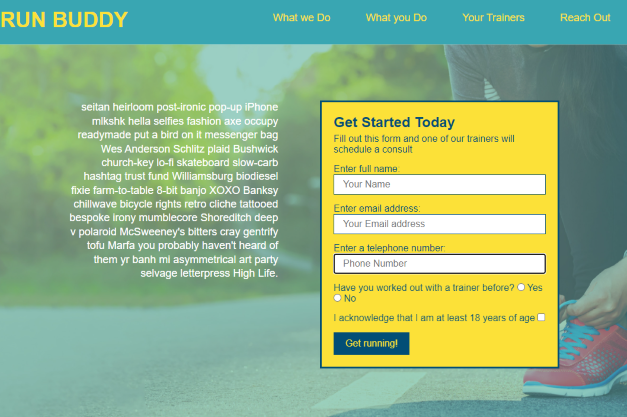 RUN BUDDY
What we Do
What you Do
Your Trainers
Reach Out
seitan heirloom post-ironic pop-up iPhone
mlkshk hella selfies fashion axe occupy
readymade put a bird on it messenger bag
Wes Anderson Schlitz plaid Bushwick
church-key lo-fi skateboard slow-carb
hashtag trust fund Williamsburg biodiesel
fixie farm-to-table 8-bit banjo XOXO Banksy
chillwave bicycle rights retro cliche tattooed
bespoke irony mumblecore Shoreditch deep
v polaroid McSweeney's bitters cray gentrify
tofu Marfa you probably haven't heard of
them yr banh mi asymmetrical art party
selvage letterpress High Life.
Get Started Today
Fill out this form and one of our trainers will
schedule a consult
Enter full name:
Your Name
Enter email address:
Your Email address
Enter a telephone number:
Phone Number
Have you worked out with a trainer before? Yes
No
I acknowledge that I am at least 18 years of age
Get running!